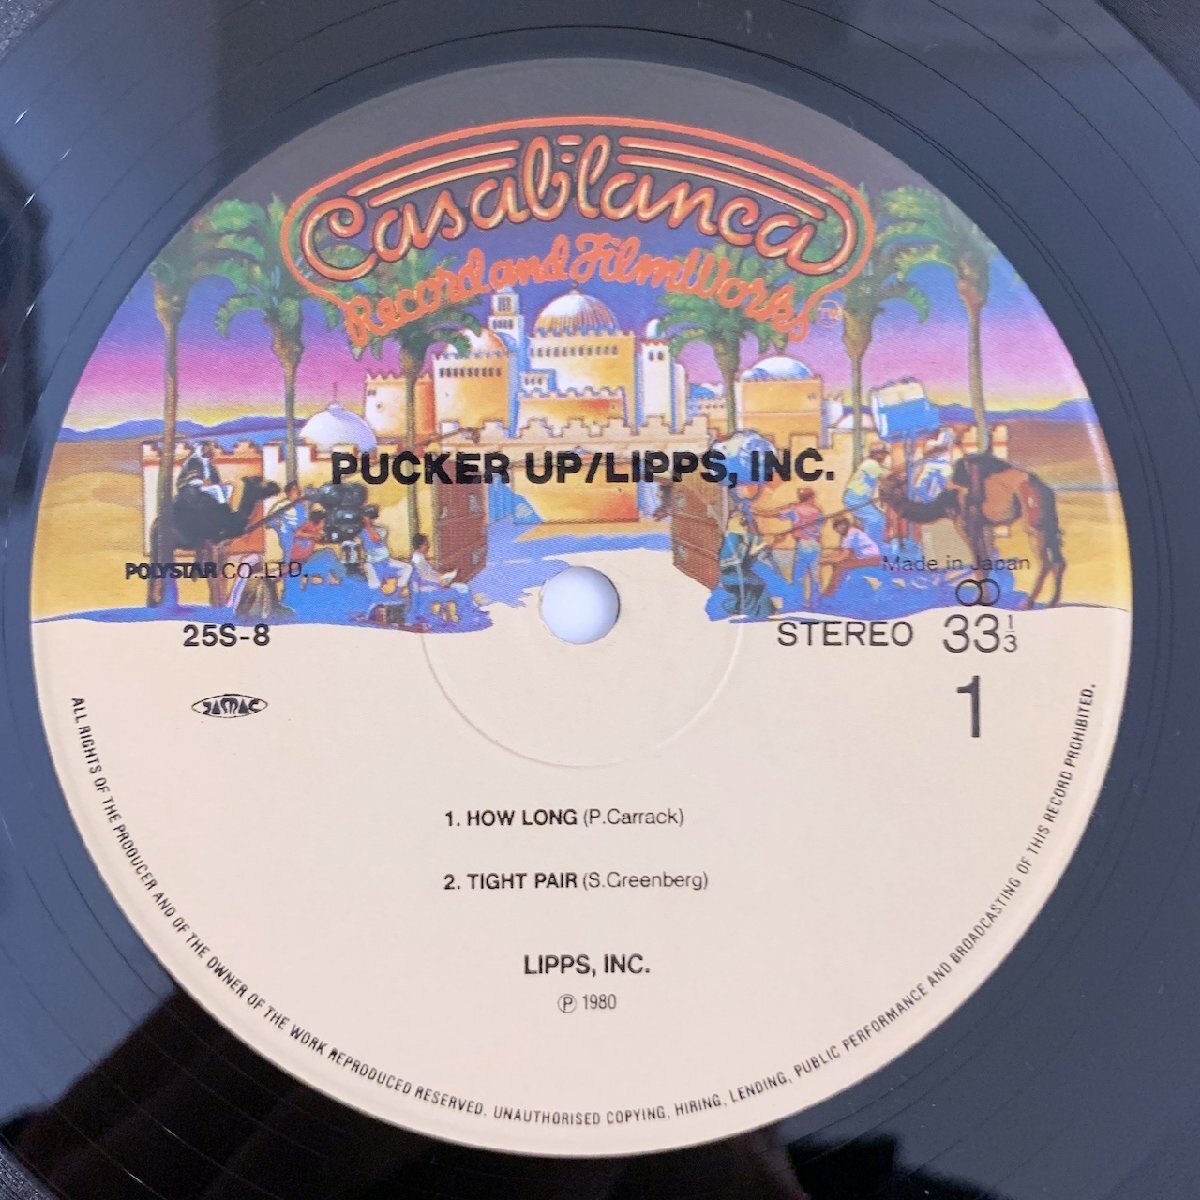 Casablanca
Record and FilmWorks TM
PUCKER UP/LIPPS, INC.
POLYSTAR CO., LTD.
Made in Japan
25S-8
STEREO 33 1/3
JASRAC
1
1. HOW LONG (P.Carrack)
2. TIGHT PAIR (S.Greenberg)
LIPPS, INC.
℗ 1980
ALL RIGHTS OF THE PRODUCER AND OF THE OWNER OF THE WORK REPRODUCED RESERVED. UNAUTHORISED COPYING, HIRING, LENDING, PUBLIC PERFORMANCE AND BROADCASTING OF THIS RECORD PROHIBITED.